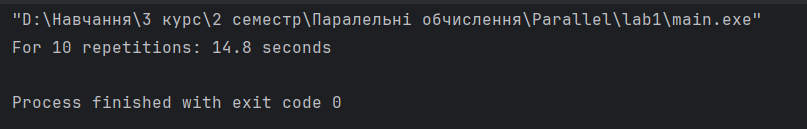 "D:\Навчання\3 курс\2 семестр\Паралельні обчислення\Parallel\lab1\main.exe"
For 10 repetitions: 14.8 seconds
Process finished with exit code 0